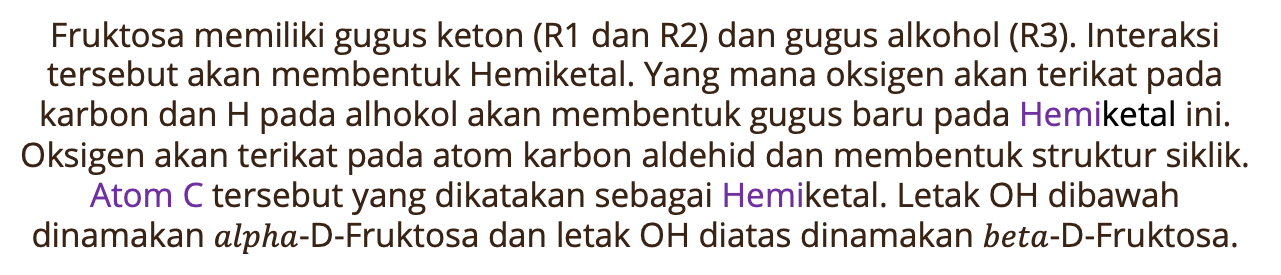 Fruktosa memiliki gugus keton (R1 dan R2) dan gugus alkohol (R3). Interaksi
tersebut akan membentuk Hemiketal. Yang mana oksigen akan terikat pada
karbon dan H pada alhokol akan membentuk gugus baru pada Hemiketal ini.
Oksigen akan terikat pada atom karbon aldehid dan membentuk struktur siklik.
Atom C tersebut yang dikatakan sebagai Hemiketal. Letak OH dibawah
dinamakan alpha-D-Fruktosa dan letak OH diatas dinamakan beta-D-Fruktosa.